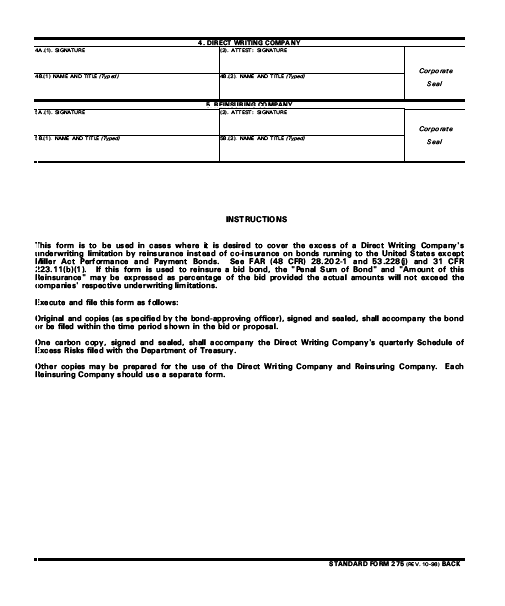 4. DIRECT WRITING COMPANY
4A.(1). SIGNATURE
(2). ATTEST: SIGNATURE
Corporate
Seal
4B.(1) NAME AND TITLE (Typed)
4B.(2). NAME AND TITLE (Typed)
5. REINSURING COMPANY
5A.(1). SIGNATURE
(2). ATTEST: SIGNATURE
Corporate
Seal
5B.(1). NAME AND TITLE (Typed)
5B.(2). NAME AND TITLE (Typed)
INSTRUCTIONS
This form is to be used in cases where it is desired to cover the excess of a Direct Writing Company's
underwriting limitation by reinsurance instead of co-insurance on bonds running to the United States except
Miller Act Performance and Payment Bonds. See FAR (48 CFR) 28.202-1 and 53.228(j) and 31 CFR
223.11(b)(1). If this form is used to reinsure a bid bond, the "Penal Sum of Bond" and "Amount of this
Reinsurance" may be expressed as percentage of the bid provided the actual amounts will not exceed the
companies' respective underwriting limitations.
Execute and file this form as follows:
Original and copies (as specified by the bond-approving officer), signed and sealed, shall accompany the bond
or be filed within the time period shown in the bid or proposal.
One carbon copy, signed and sealed, shall accompany the Direct Writing Company's quarterly Schedule of
Excess Risks filed with the Department of Treasury.
Other copies may be prepared for the use of the Direct Writing Company and Reinsuring Company. Each
Reinsuring Company should use a separate form.
STANDARD FORM 275 (REV. 10-98) BACK